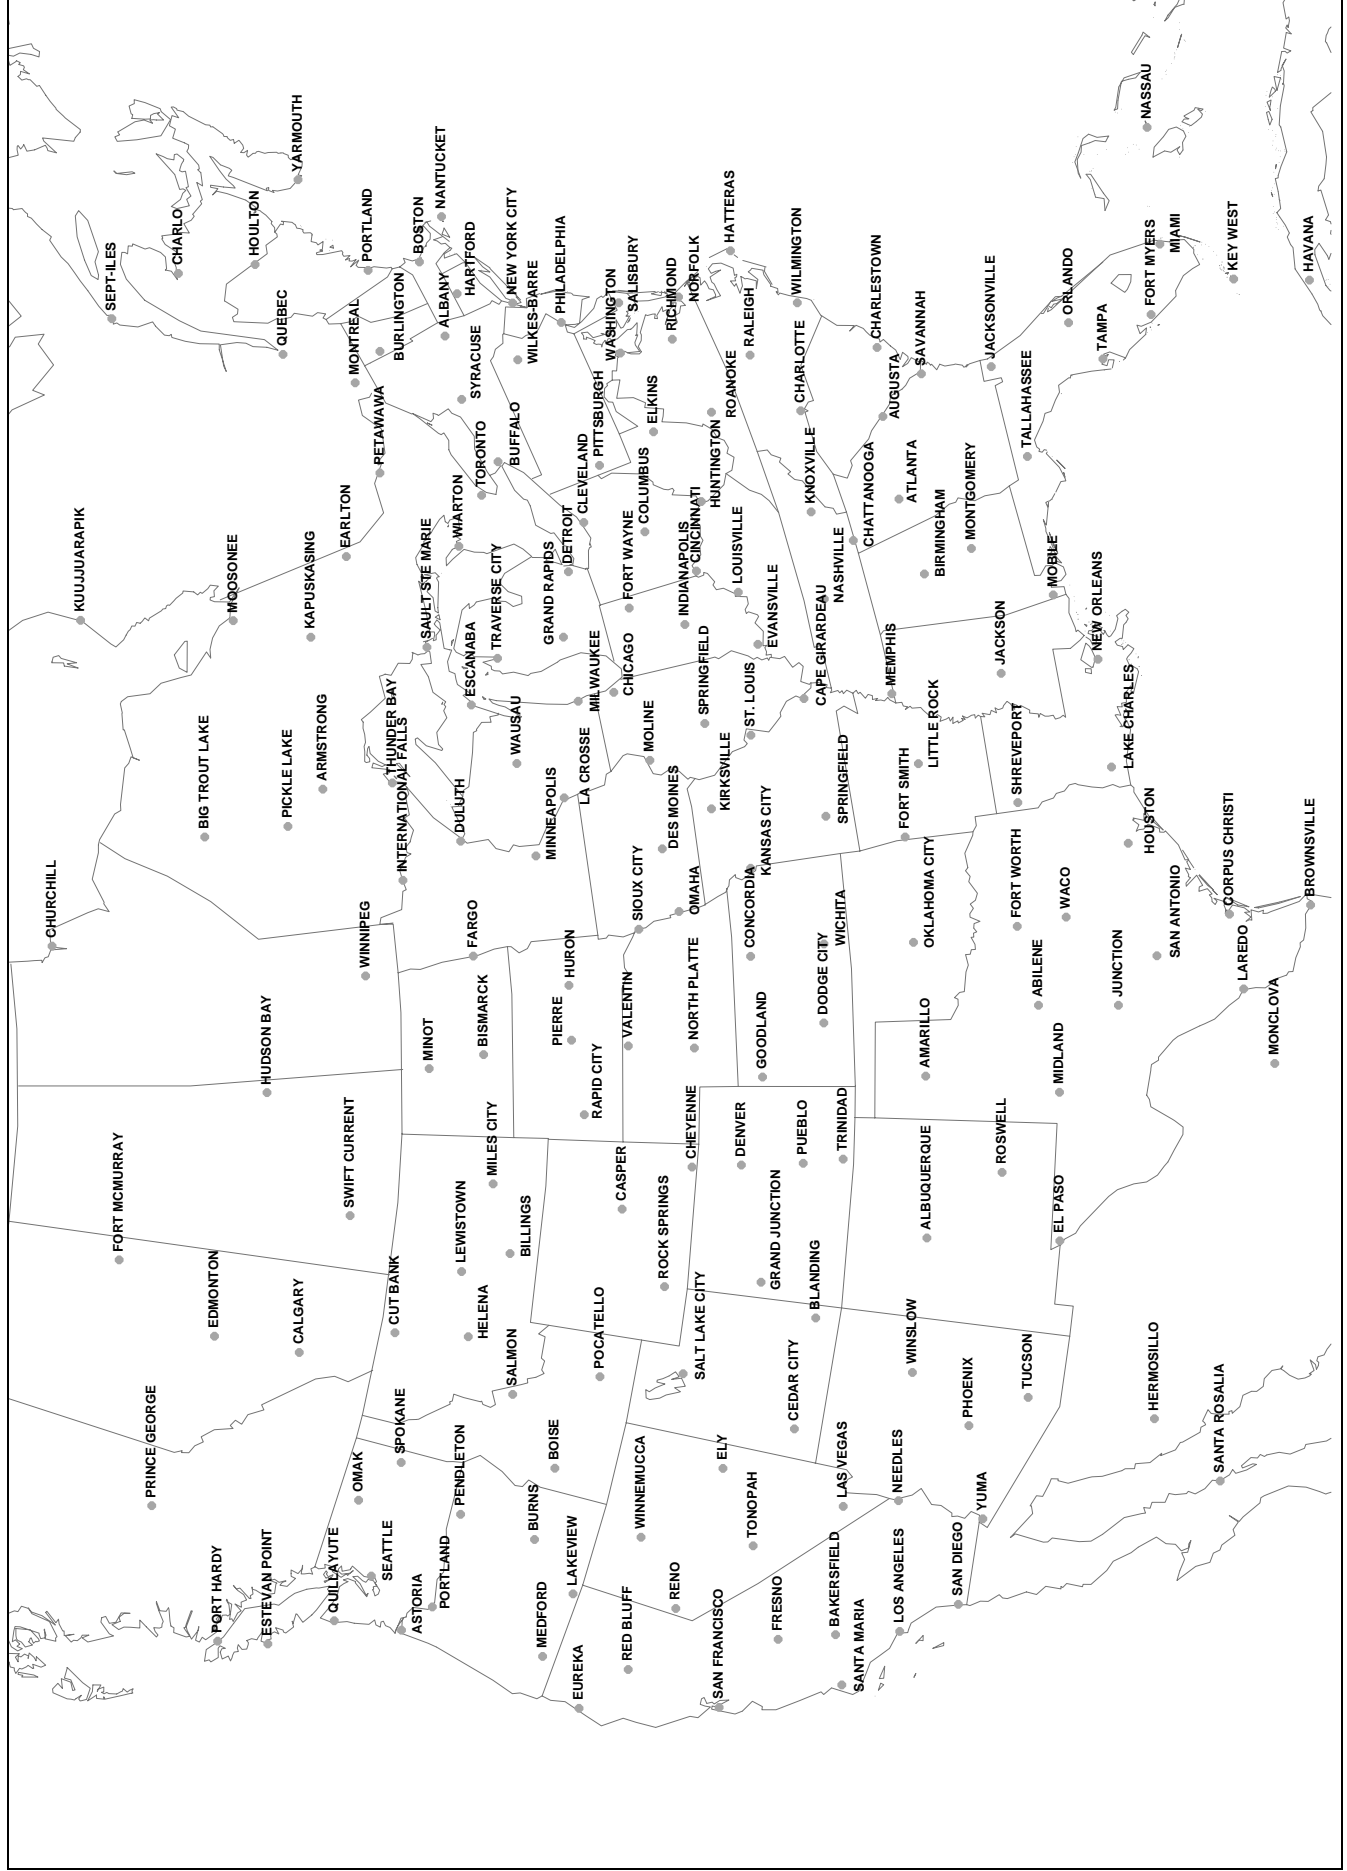 CHURCHILL
KUUJJUARAPIK
SEPT-ILES
FORT MCMURRAY
PRINCE GEORGE
CHARLO
BIG TROUT LAKE
MOOSONEE
HOULTON
EDMONTON
PORT HARDY
HUDSON BAY
ESTEVAN POINT
PICKLE LAKE
QUEBEC
CALGARY
YARMOUTH
KAPUSKASING
ARMSTRONG
QUILLAYUTE
EARLTON
SWIFT CURRENT
MONTREAL
OMAK
WINNIPEG
PORTLAND
PETAWAWA
SEATTLE
THUNDER BAY
INTERNATIONAL FALLS
CUT BANK
BURLINGTON
SPOKANE
ASTORIA
BOSTON
SAULT STE MARIE
MINOT
NANTUCKET
ALBANY
PORTLAND
WIARTON
DULUTH
LEWISTOWN
PENDLETON
HARTFORD
SYRACUSE
ESCANABA
FARGO
HELENA
TORONTO
BISMARCK
MILES CITY
TRAVERSE CITY
BUFFALO
NEW YORK CITY
WAUSAU
BILLINGS
SALMON
WILKES-BARRE
BURNS
MINNEAPOLIS
MEDFORD
GRAND RAPIDS
BOISE
PHILADELPHIA
DETROIT
HURON
PIERRE
LAKEVIEW
CLEVELAND
MILWAUKEE
LA CROSSE
EUREKA
PITTSBURGH
RAPID CITY
POCATELLO
WASHINGTON
SALISBURY
CHICAGO
FORT WAYNE
VALENTIN
CASPER
RED BLUFF
SIOUX CITY
WINNEMUCCA
COLUMBUS
MOLINE
ELKINS
ROCK SPRINGS
DES MOINES
RICHMOND
RENO
OMAHA
NORFOLK
INDIANAPOLIS
CINCINNATI
NORTH PLATTE
CHEYENNE
SALT LAKE CITY
SPRINGFIELD
HUNTINGTON
KIRKSVILLE
ELY
SAN FRANCISCO
ROANOKE
HATTERAS
LOUISVILLE
DENVER
ST. LOUIS
RALEIGH
CONCORDIA
KANSAS CITY
TONOPAH
EVANSVILLE
GOODLAND
GRAND JUNCTION
FRESNO
WILMINGTON
CHARLOTTE
PUEBLO
CEDAR CITY
CAPE GIRARDEAU
KNOXVILLE
BLANDING
NASHVILLE
DODGE CITY
WICHITA
SPRINGFIELD
TRINIDAD
LAS VEGAS
BAKERSFIELD
SANTA MARIA
CHATTANOOGA
CHARLESTOWN
AUGUSTA
MEMPHIS
NEEDLES
LOS ANGELES
FORT SMITH
ATLANTA
SAVANNAH
LITTLE ROCK
OKLAHOMA CITY
AMARILLO
ALBUQUERQUE
WINSLOW
BIRMINGHAM
MONTGOMERY
SAN DIEGO
PHOENIX
YUMA
JACKSONVILLE
JACKSON
ROSWELL
SHREVEPORT
FORT WORTH
TALLAHASSEE
TUCSON
ABILENE
MOBILE
WACO
MIDLAND
EL PASO
ORLANDO
NEW ORLEANS
TAMPA
LAKE CHARLES
JUNCTION
HOUSTON
NASSAU
FORT MYERS
MIAMI
SAN ANTONIO
HERMOSILLO
SANTA ROSALIA
CORPUS CHRISTI
KEY WEST
LAREDO
MONCLOVA
BROWNSVILLE
HAVANA